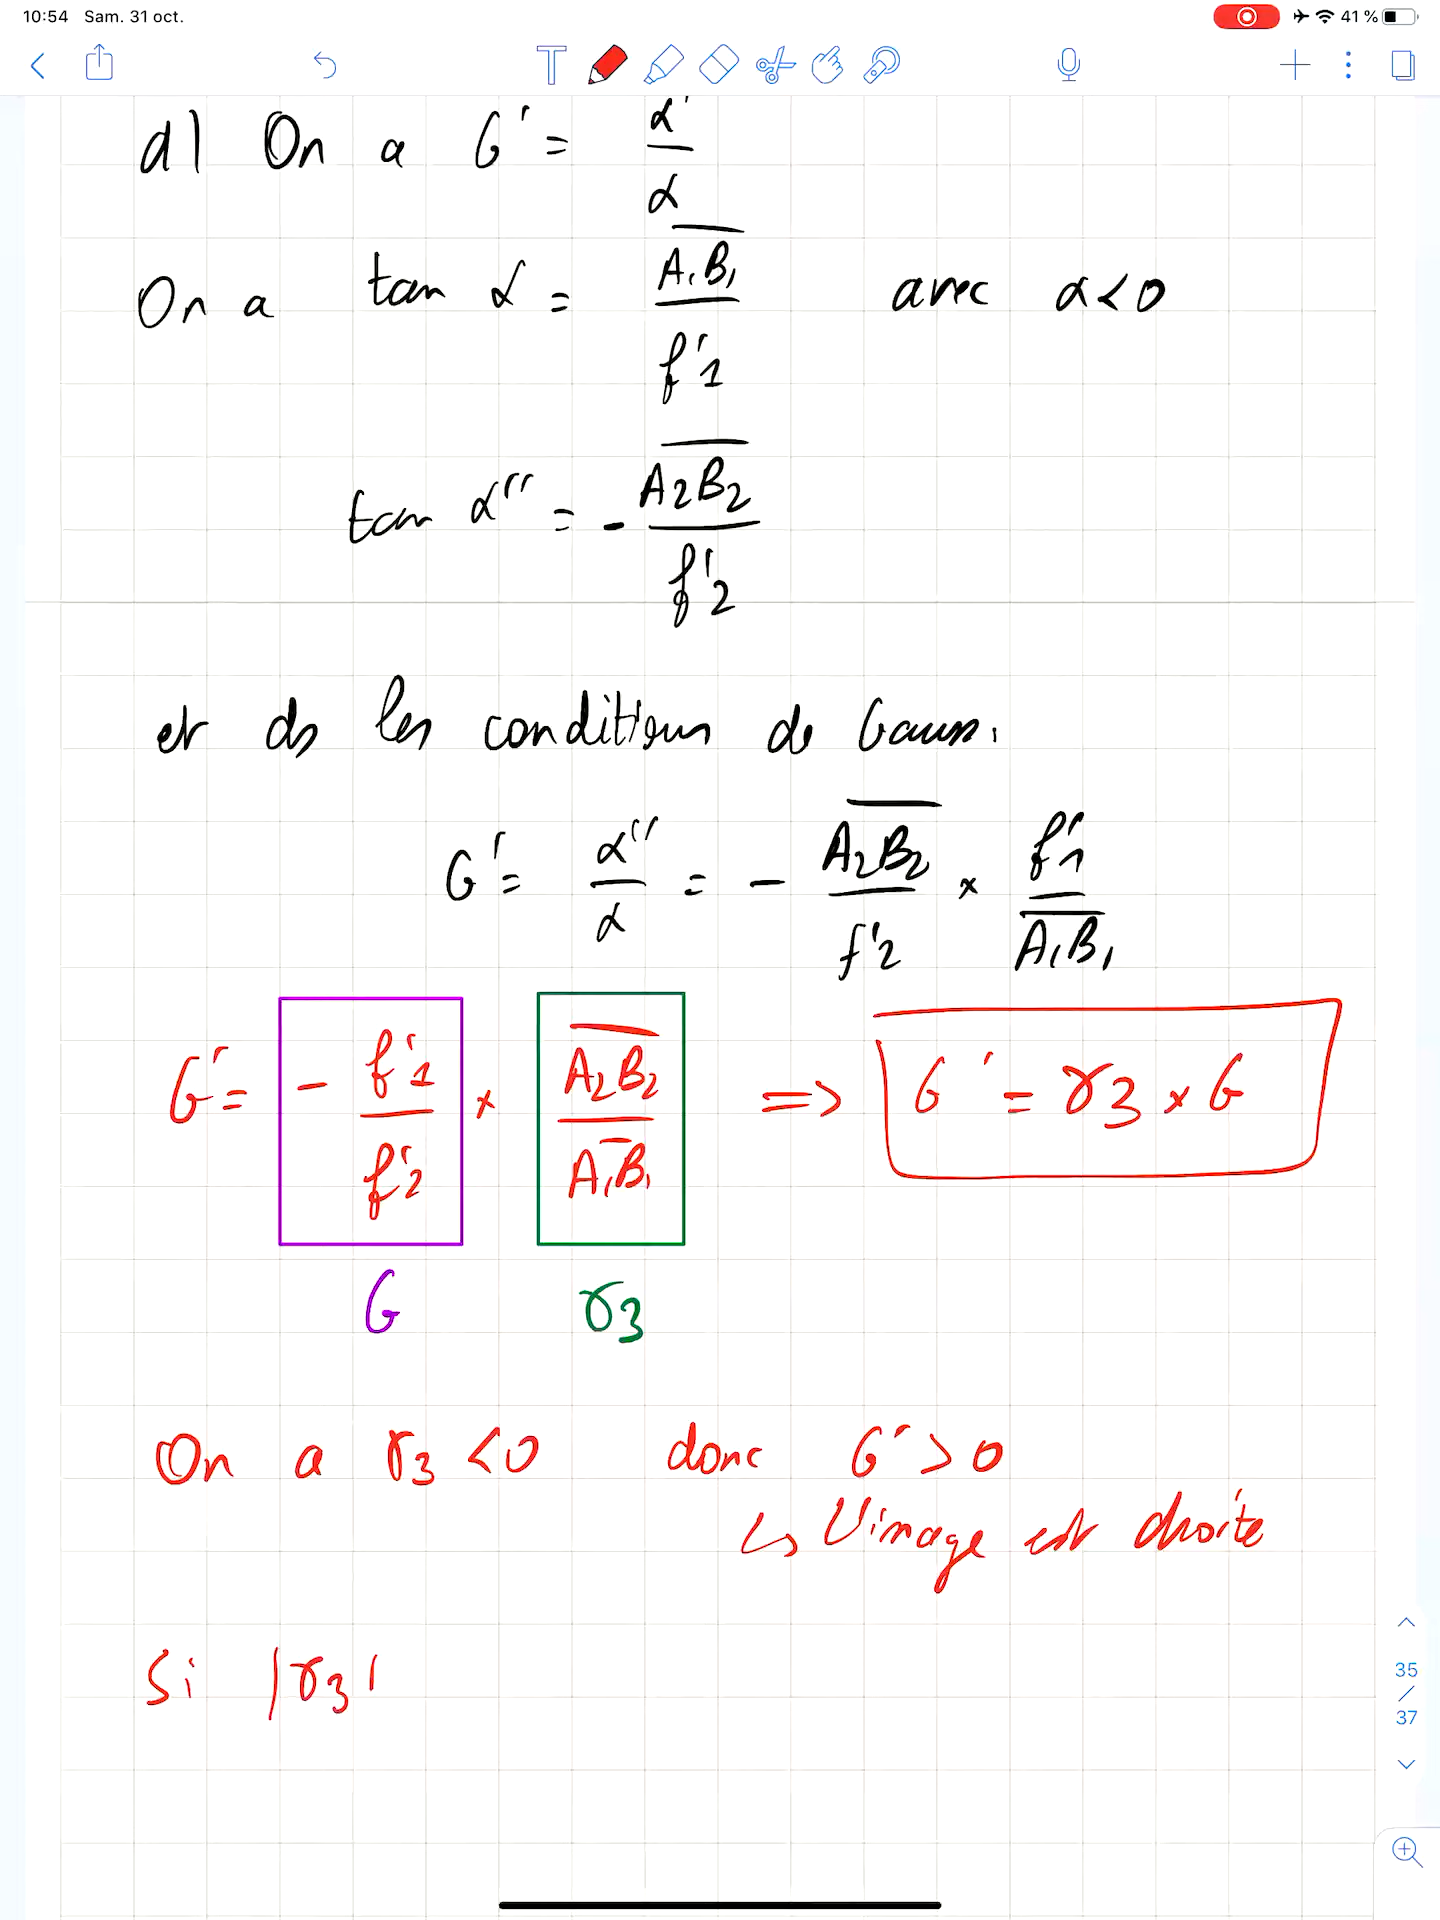 10:54 Sam. 31 oct. 41 %
d) On a G' = α'/α
On a tan α = A₁B₁/f'1 avec α<0
tan α'' = - A2B2/f'2
et ds les conditions de Gauss.
G' = α''/α = - A2B2/f'2 × f'1/A₁B₁
G' = - f'1/f'2 × A2B2/A₁B₁ => G' = γ3 × G
G γ3
On a γ3 <0 donc G' > 0
↳ L'image est droite
Si |γ3|
35
/
37